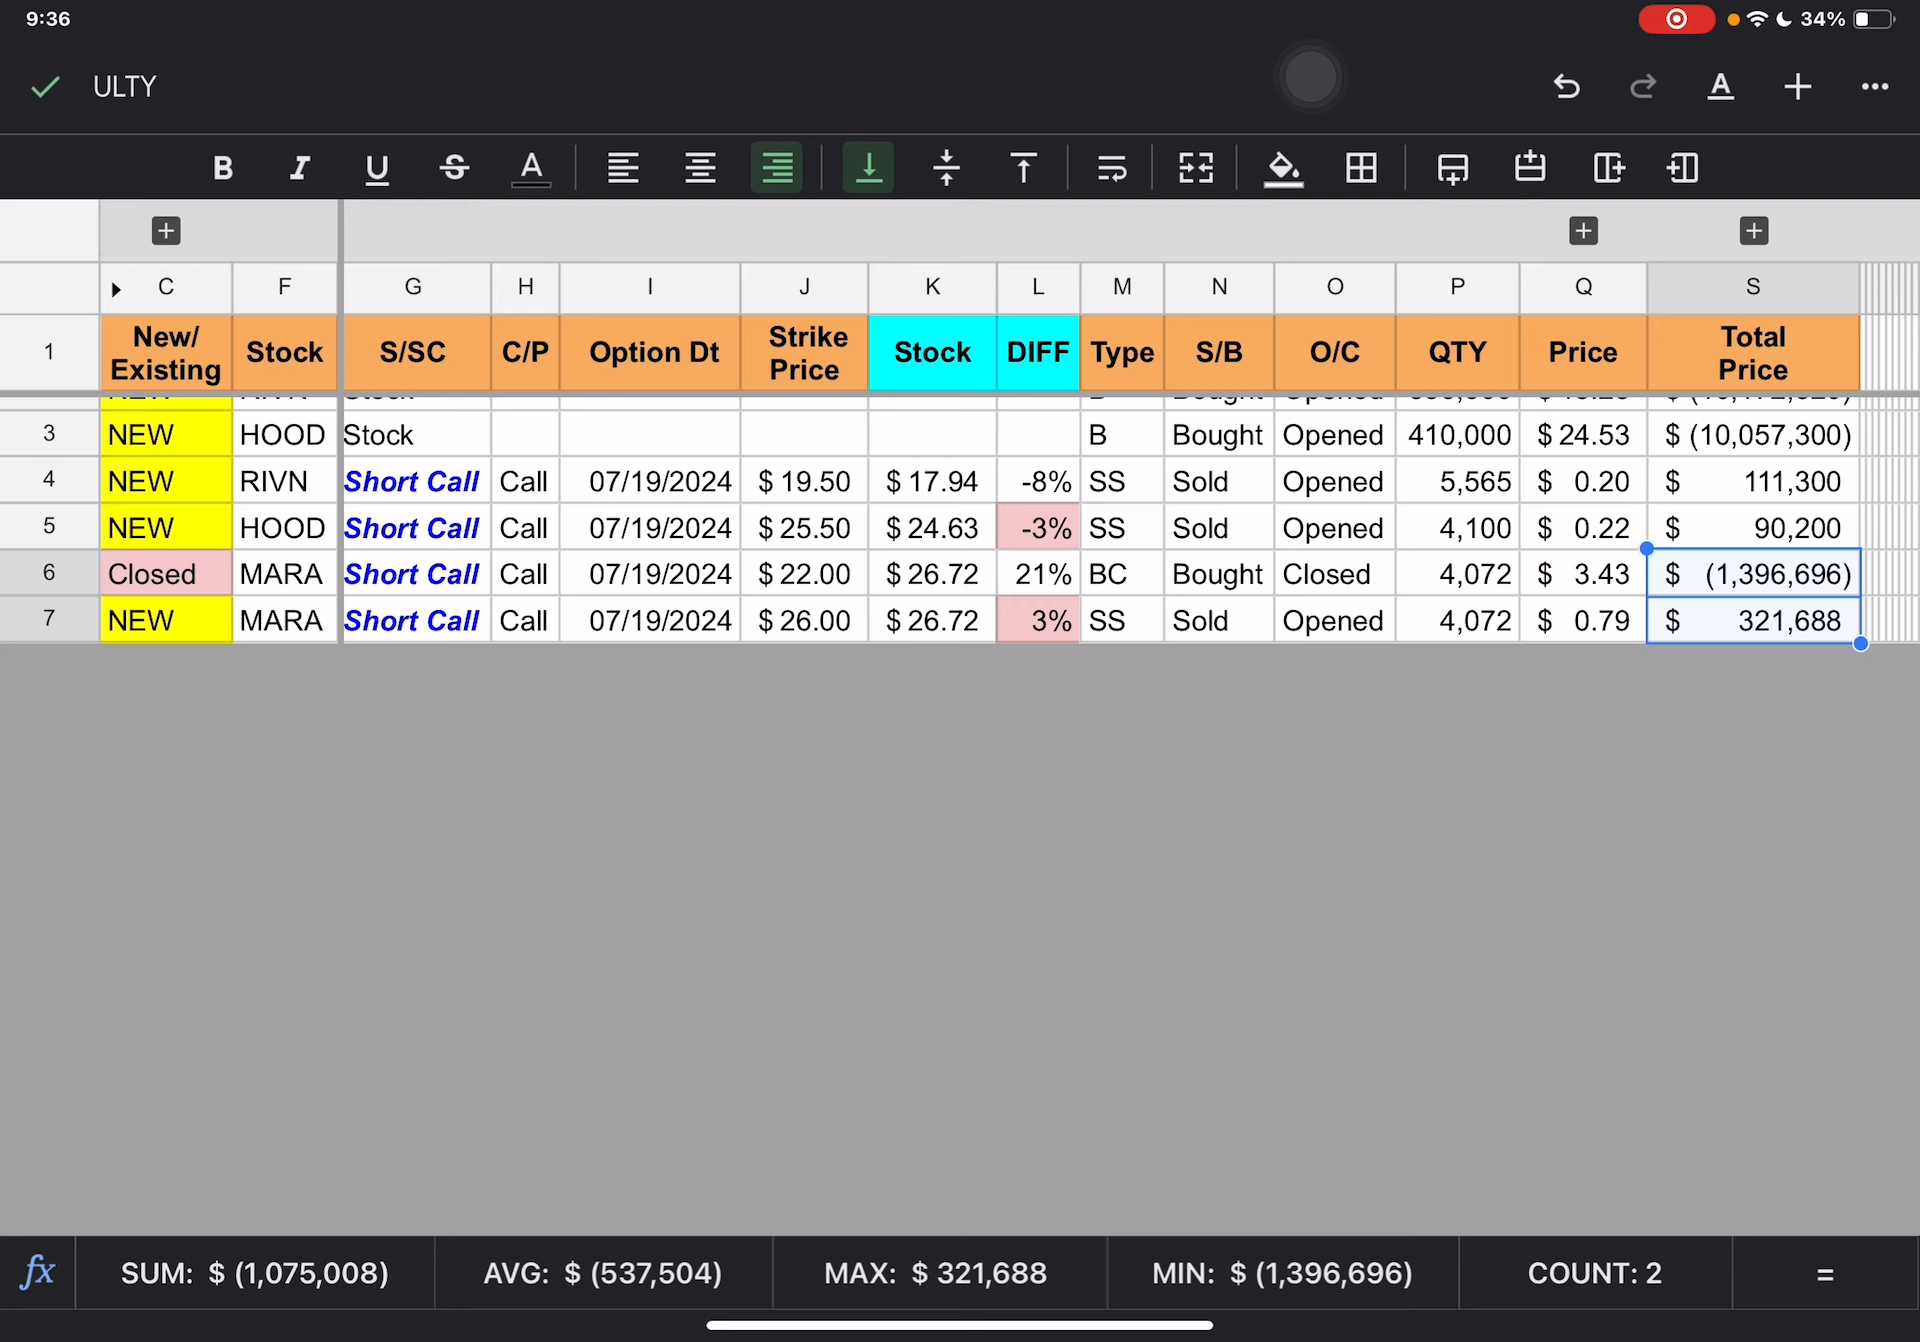 9:36
34%
ULTY
B I U S A
C F G H I J K L M N O P Q S
1 New/ Existing Stock S/SC C/P Option Dt Strike Price Stock DIFF Type S/B O/C QTY Price Total Price
3 NEW HOOD Stock B Bought Opened 410,000 $ 24.53 $ (10,057,300)
4 NEW RIVN Short Call Call 07/19/2024 $ 19.50 $ 17.94 -8% SS Sold Opened 5,565 $ 0.20 $ 111,300
5 NEW HOOD Short Call Call 07/19/2024 $ 25.50 $ 24.63 -3% SS Sold Opened 4,100 $ 0.22 $ 90,200
6 Closed MARA Short Call Call 07/19/2024 $ 22.00 $ 26.72 21% BC Bought Closed 4,072 $ 3.43 $ (1,396,696)
7 NEW MARA Short Call Call 07/19/2024 $ 26.00 $ 26.72 3% SS Sold Opened 4,072 $ 0.79 $ 321,688
fx SUM: $ (1,075,008) AVG: $ (537,504) MAX: $ 321,688 MIN: $ (1,396,696) COUNT: 2 =